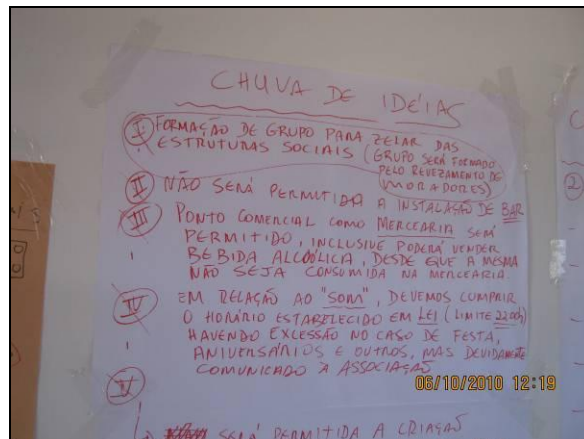 CHUVA DE IDÉIAS
I FORMAÇÃO DE GRUPO PARA ZELAR DAS
ESTRUTURAS SOCIAIS (GRUPO SERÁ FORMADO
PELO REVEZAMENTO DE
MORADORES)
II NÃO SERÁ PERMITIDA A INSTALAÇÃO DE BAR
III PONTO COMERCIAL COMO MERCEARIA SERÁ
PERMITIDO, INCLUSIVE PODERÁ VENDER
BEBIDA ALCOÓLICA, DESDE QUE A MESMA
NÃO SEJA CONSUMIDA NA MERCEARIA.
IV EM RELAÇÃO AO "SOM", DEVEMOS CUMPRIR
O HORÁRIO ESTABELECIDO EM LEI (LIMITE 22:00h)
HAVENDO EXCESSÃO NO CASO DE FESTA,
ANIVERSÁRIOS E OUTROS, MAS DEVIDAMENTE
COMUNICADO A ASSOCIAÇÃO
06/10/2010 12:19
V
SERÁ PERMITIDA A CRIAÇÃO
2